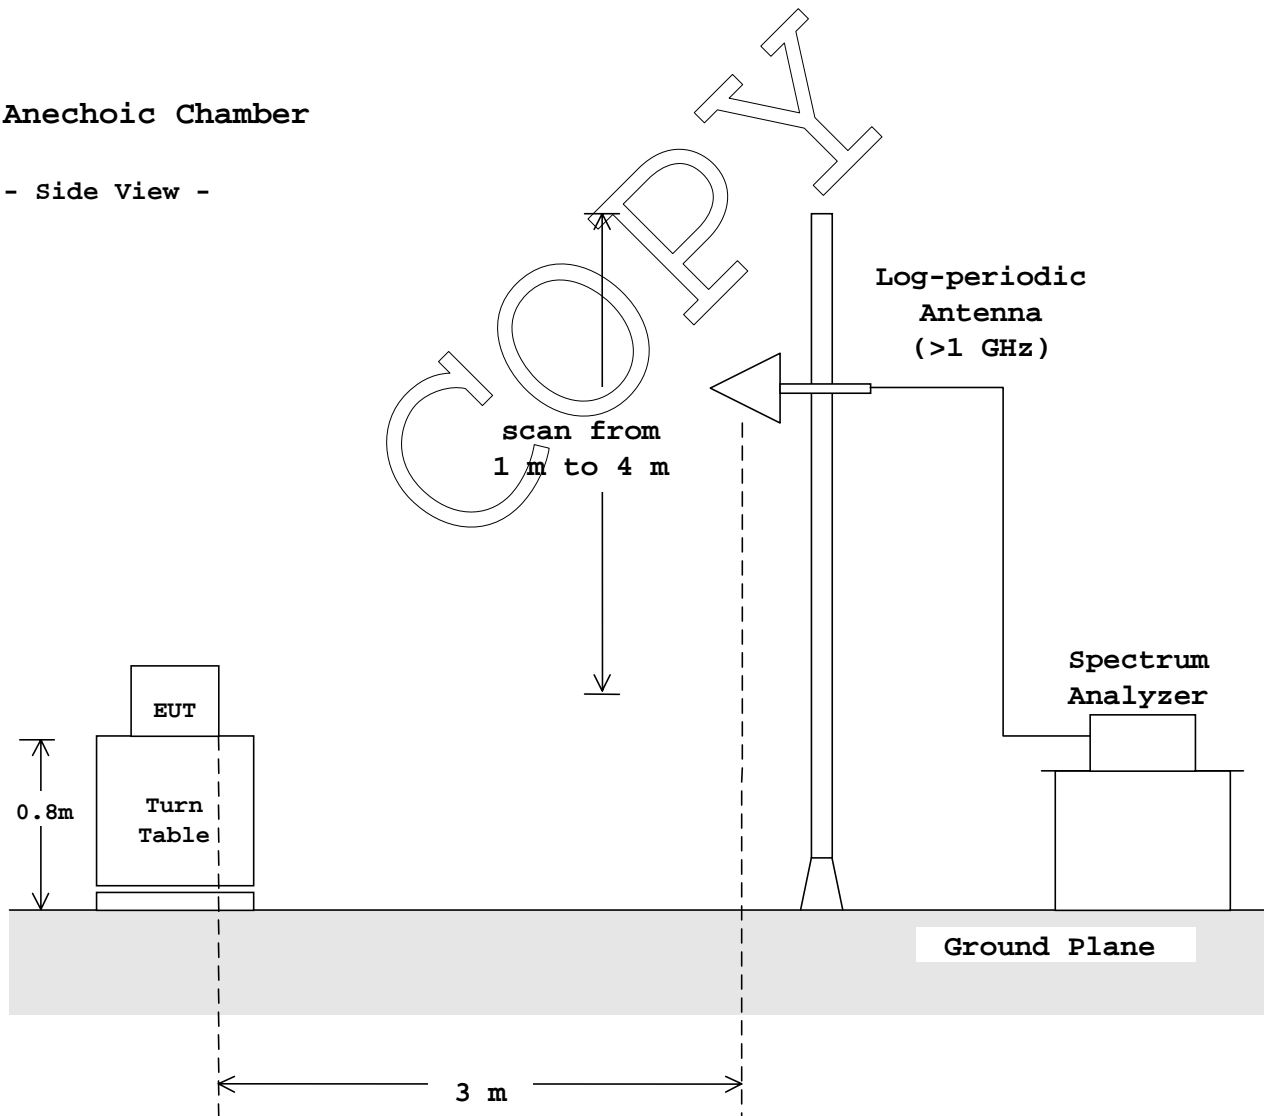 Anechoic Chamber
- Side View -
COPY
Log-periodic
Antenna
(>1 GHz)
scan from
1 m to 4 m
Spectrum
Analyzer
EUT
0.8m
Turn
Table
Ground Plane
3 m